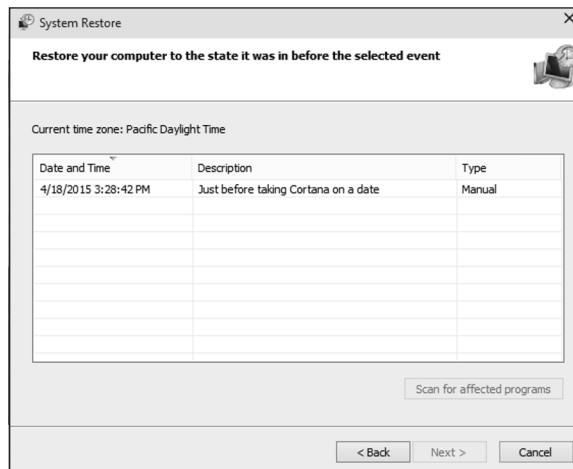 System Restore
Restore your computer to the state it was in before the selected event
Current time zone: Pacific Daylight Time
Date and Time Description Type
4/18/2015 3:28:42 PM Just before taking Cortana on a date Manual
Scan for affected programs
< Back Next > Cancel